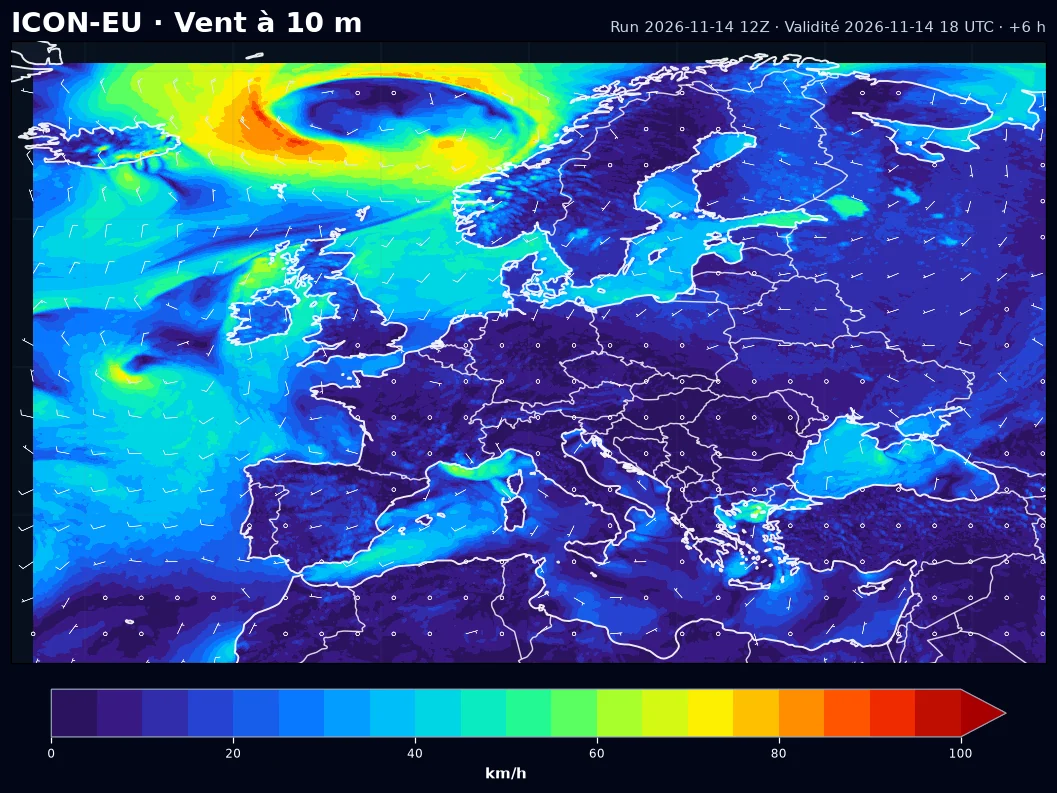 ICON-EU · Vent à 10 m
Run 2026-11-14 12Z · Validité 2026-11-14 18 UTC · +6 h
0 20 40 60 80 100
km/h